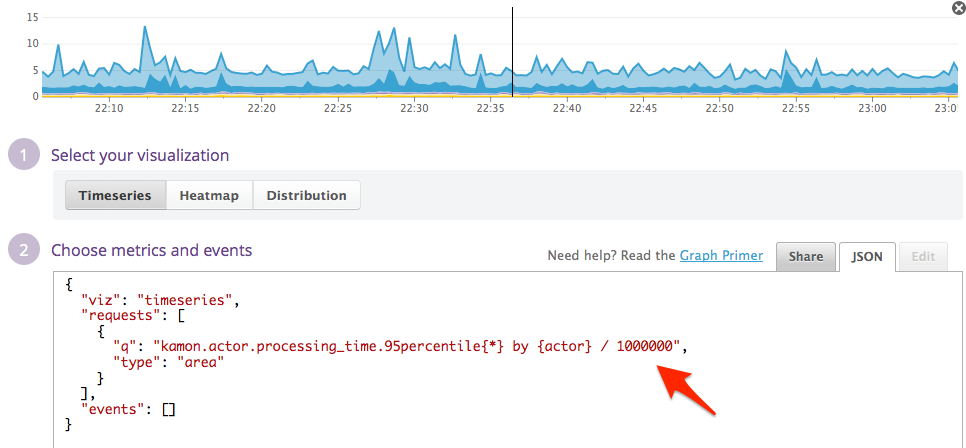 15
10
5
0
22:10 22:15 22:20 22:25 22:30 22:35 22:40 22:45 22:50 22:55 23:00 23:0
1 Select your visualization
Timeseries Heatmap Distribution
2 Choose metrics and events
Need help? Read the Graph Primer Share JSON Edit
{
"viz": "timeseries",
"requests": [
{
"q": "kamon.actor.processing_time.95percentile{*} by {actor} / 1000000",
"type": "area"
}
],
"events": []
}